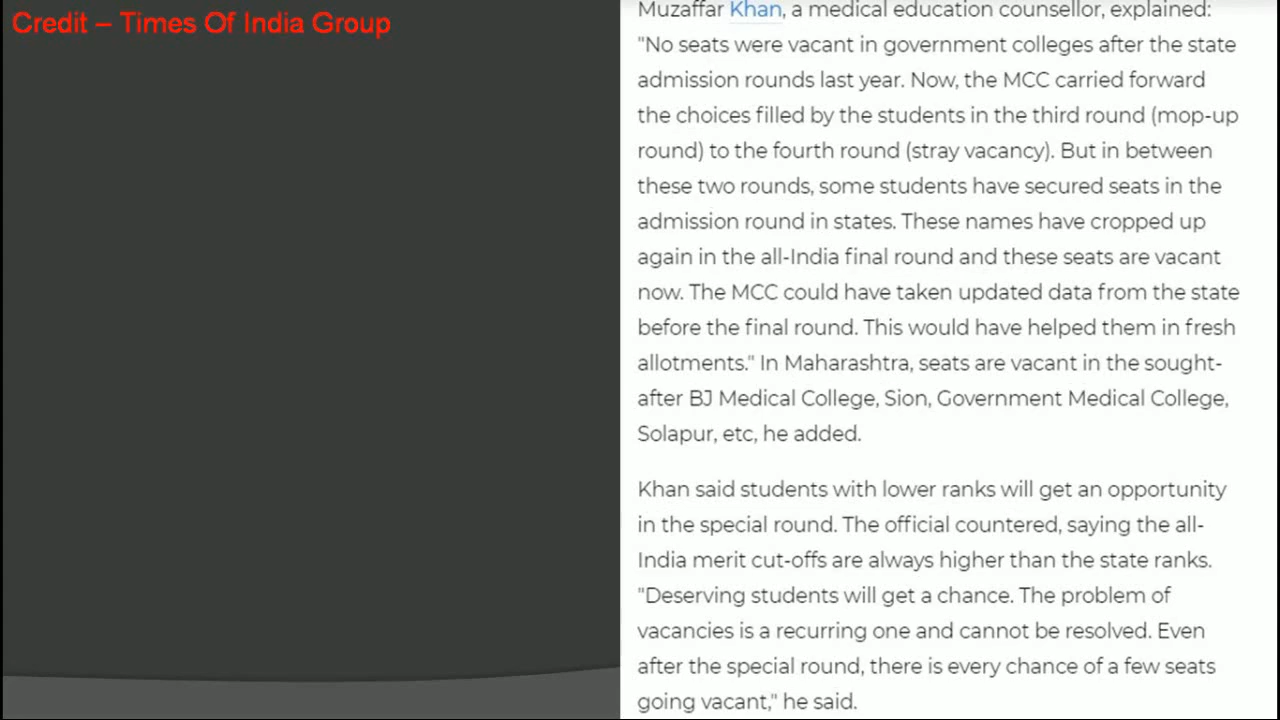 Credit – Times Of India Group
Muzaffar Khan, a medical education counsellor, explained:
"No seats were vacant in government colleges after the state
admission rounds last year. Now, the MCC carried forward
the choices filled by the students in the third round (mop-up
round) to the fourth round (stray vacancy). But in between
these two rounds, some students have secured seats in the
admission round in states. These names have cropped up
again in the all-India final round and these seats are vacant
now. The MCC could have taken updated data from the state
before the final round. This would have helped them in fresh
allotments." In Maharashtra, seats are vacant in the sought-
after BJ Medical College, Sion, Government Medical College,
Solapur, etc, he added.
Khan said students with lower ranks will get an opportunity
in the special round. The official countered, saying the all-
India merit cut-offs are always higher than the state ranks.
"Deserving students will get a chance. The problem of
vacancies is a recurring one and cannot be resolved. Even
after the special round, there is every chance of a few seats
going vacant," he said.